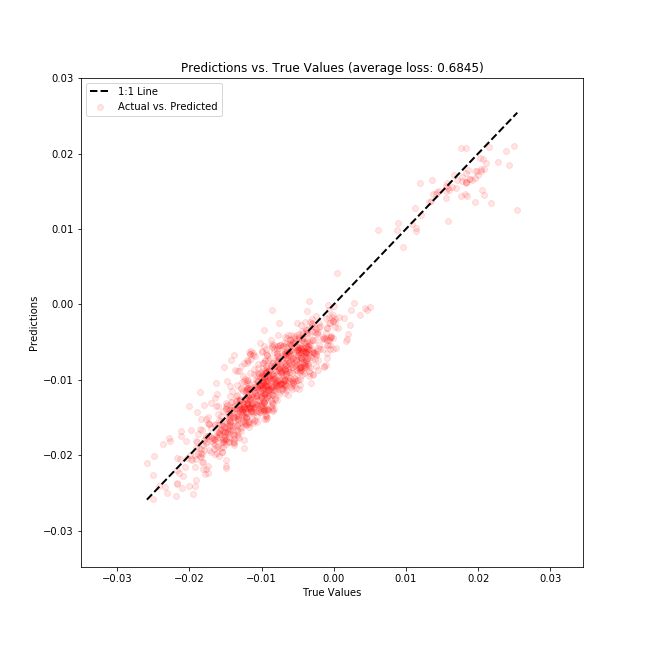 Predictions vs. True Values (average loss: 0.6845)
1:1 Line
Actual vs. Predicted
0.03
0.02
0.01
0.00
−0.01
−0.02
−0.03
Predictions
−0.03 −0.02 −0.01 0.00 0.01 0.02 0.03
True Values